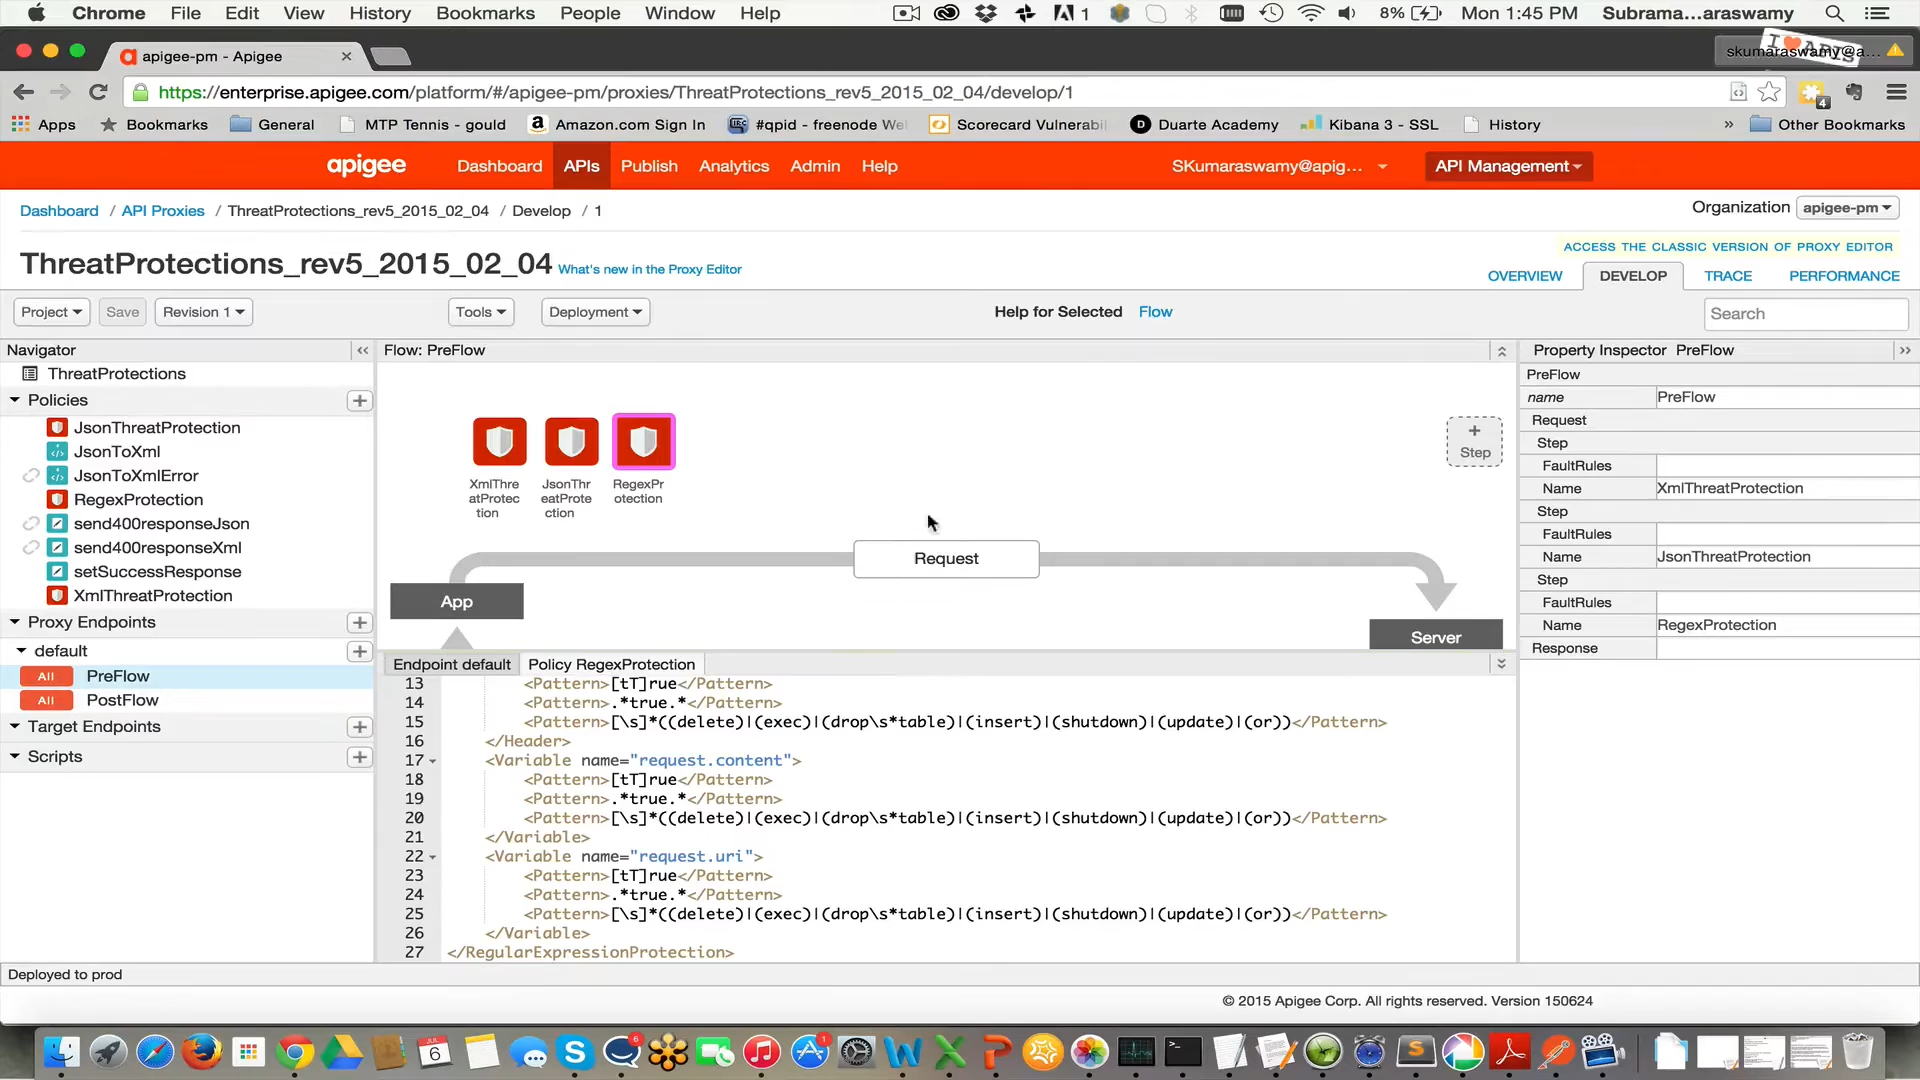 Chrome File Edit View History Bookmarks People Window Help 1 8% Mon 1:45 PM Subrama...araswamy
apigee-pm - Apigee
https://enterprise.apigee.com/platform/#/apigee-pm/proxies/ThreatProtections_rev5_2015_02_04/develop/1 4
Apps Bookmarks General MTP Tennis - gould Amazon.com Sign In #qpid - freenode We Scorecard Vulnerabil Duarte Academy Kibana 3 - SSL History » Other Bookmarks
apigee Dashboard APIs Publish Analytics Admin Help SKumaraswamy@apig... API Management
Dashboard / API Proxies / ThreatProtections_rev5_2015_02_04 / Develop / 1 Organization apigee-pm
ACCESS THE CLASSIC VERSION OF PROXY EDITOR
ThreatProtections_rev5_2015_02_04 What's new in the Proxy Editor
OVERVIEW DEVELOP TRACE PERFORMANCE
Project Save Revision 1 Tools Deployment Help for Selected Flow Search
Navigator
ThreatProtections
Policies
JsonThreatProtection
JsonToXml
JsonToXmlError
RegexProtection
send400responseJson
send400responseXml
setSuccessResponse
XmlThreatProtection
Proxy Endpoints
default
All PreFlow
All PostFlow
Target Endpoints
Scripts
Flow: PreFlow
XmlThre
atProtec
tion
JsonThr
eatProte
ction
RegexPr
otection
+
Step
Request
App
Server
Endpoint default Policy RegexProtection
13 <Pattern>[tT]rue</Pattern>
14 <Pattern>.*true.*</Pattern>
15 <Pattern>[\s]*((delete)|(exec)|(drop\s*table)|(insert)|(shutdown)|(update)|(or))</Pattern>
16 </Header>
17 <Variable name="request.content">
18 <Pattern>[tT]rue</Pattern>
19 <Pattern>.*true.*</Pattern>
20 <Pattern>[\s]*((delete)|(exec)|(drop\s*table)|(insert)|(shutdown)|(update)|(or))</Pattern>
21 </Variable>
22 <Variable name="request.uri">
23 <Pattern>[tT]rue</Pattern>
24 <Pattern>.*true.*</Pattern>
25 <Pattern>[\s]*((delete)|(exec)|(drop\s*table)|(insert)|(shutdown)|(update)|(or))</Pattern>
26 </Variable>
27 </RegularExpressionProtection>
Property Inspector PreFlow
PreFlow
name PreFlow
Request
Step
FaultRules
Name XmlThreatProtection
Step
FaultRules
Name JsonThreatProtection
Step
FaultRules
Name RegexProtection
Response
Deployed to prod
© 2015 Apigee Corp. All rights reserved. Version 150624
JUL
6
6
1